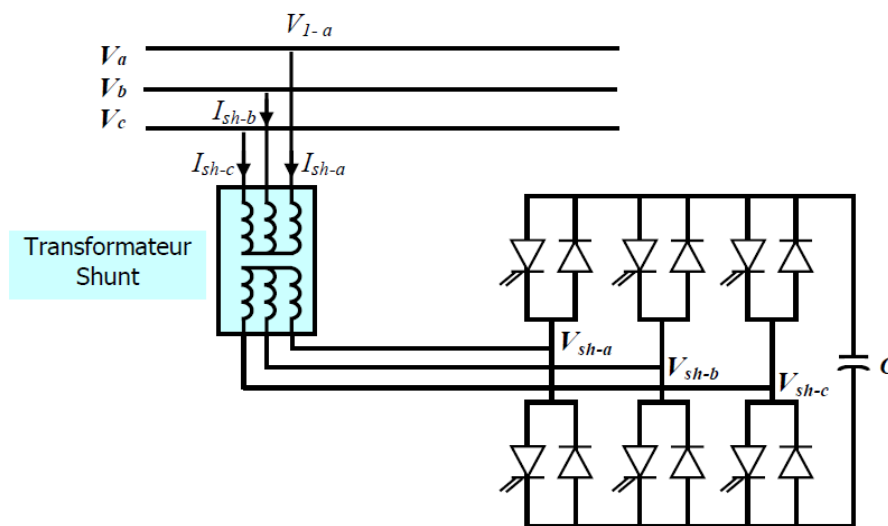 V1-a
Va
Vb
Vc
Ish-b
Ish-c
Ish-a
Transformateur
Shunt
Vsh-a
Vsh-b
Vsh-c
C